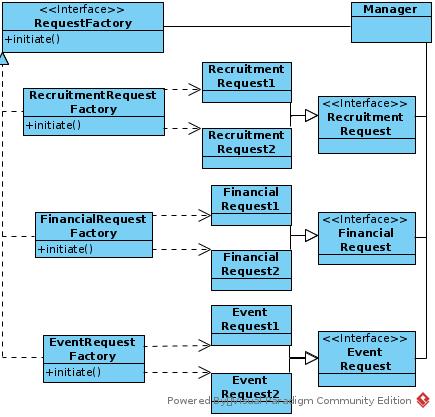 <<Interface>>
RequestFactory
+initiate()
Manager
RecruitmentRequest
Factory
+initiate()
Recruitment
Request1
Recruitment
Request2
<<Interface>>
Recruitment
Request
FinancialRequest
Factory
+initiate()
Financial
Request1
Financial
Request2
<<Interface>>
Financial
Request
EventRequest
Factory
+initiate()
Event
Request1
Event
Request2
<<Interface>>
Event
Request
Powered By Visual Paradigm Community Edition